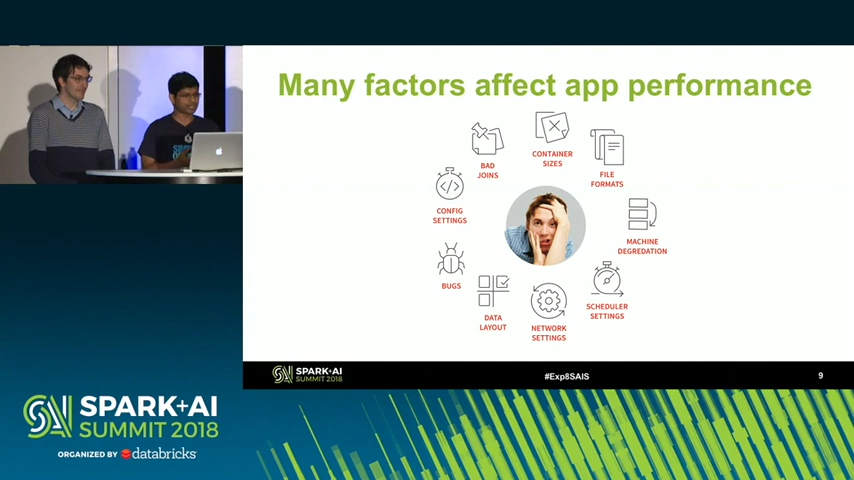 Many factors affect app performance
BAD
JOINS
CONTAINER
SIZES
FILE
FORMATS
CONFIG
SETTINGS
MACHINE
DEGREDATION
BUGS
SCHEDULER
SETTINGS
DATA
LAYOUT
NETWORK
SETTINGS
SPARK+AI
SUMMIT 2018
#Exp8SAIS
9
SPARK+AI
SUMMIT 2018
ORGANIZED BY databricks